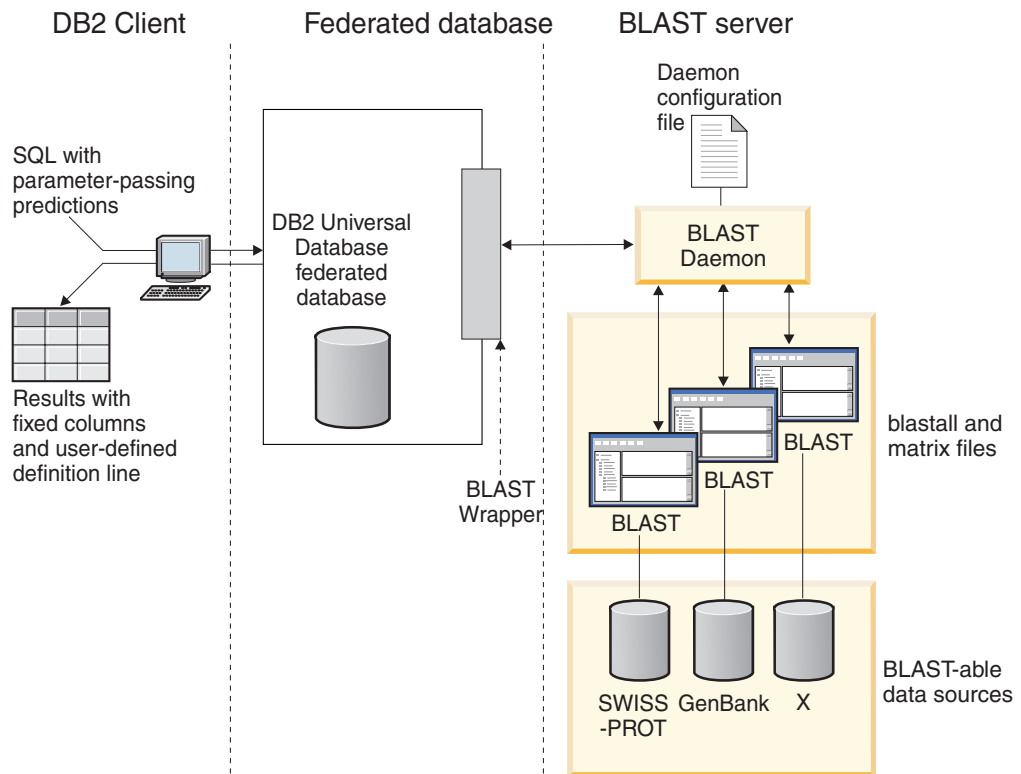 DB2 Client
Federated database
BLAST server
Daemon
configuration
file
SQL with
parameter-passing
predictions
DB2 Universal
Database
federated
database
BLAST
Daemon
Results with
fixed columns
and user-defined
definition line
BLAST
Wrapper
BLAST
BLAST
BLAST
blastall and
matrix files
SWISS
-PROT
GenBank
X
BLAST-able
data sources